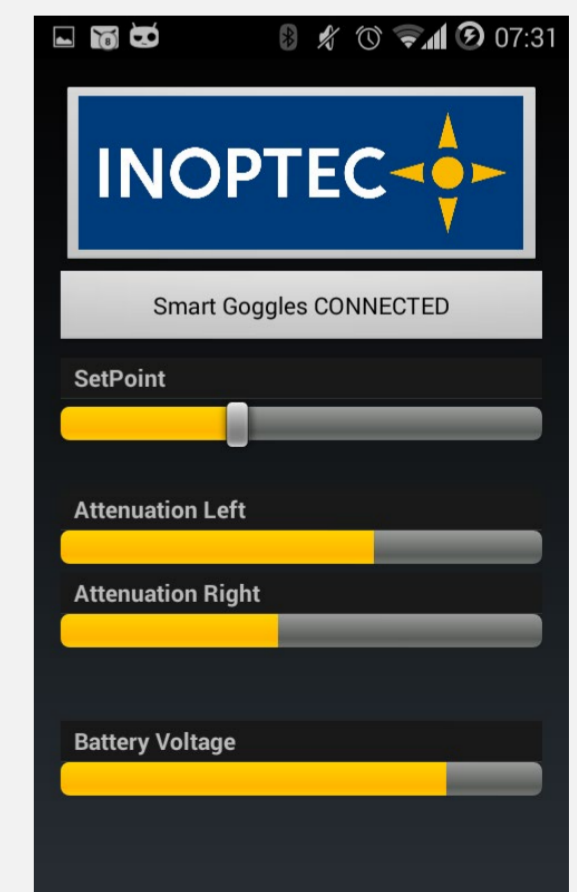 07:31
INOPTEC
Smart Goggles CONNECTED
SetPoint
Attenuation Left
Attenuation Right
Battery Voltage